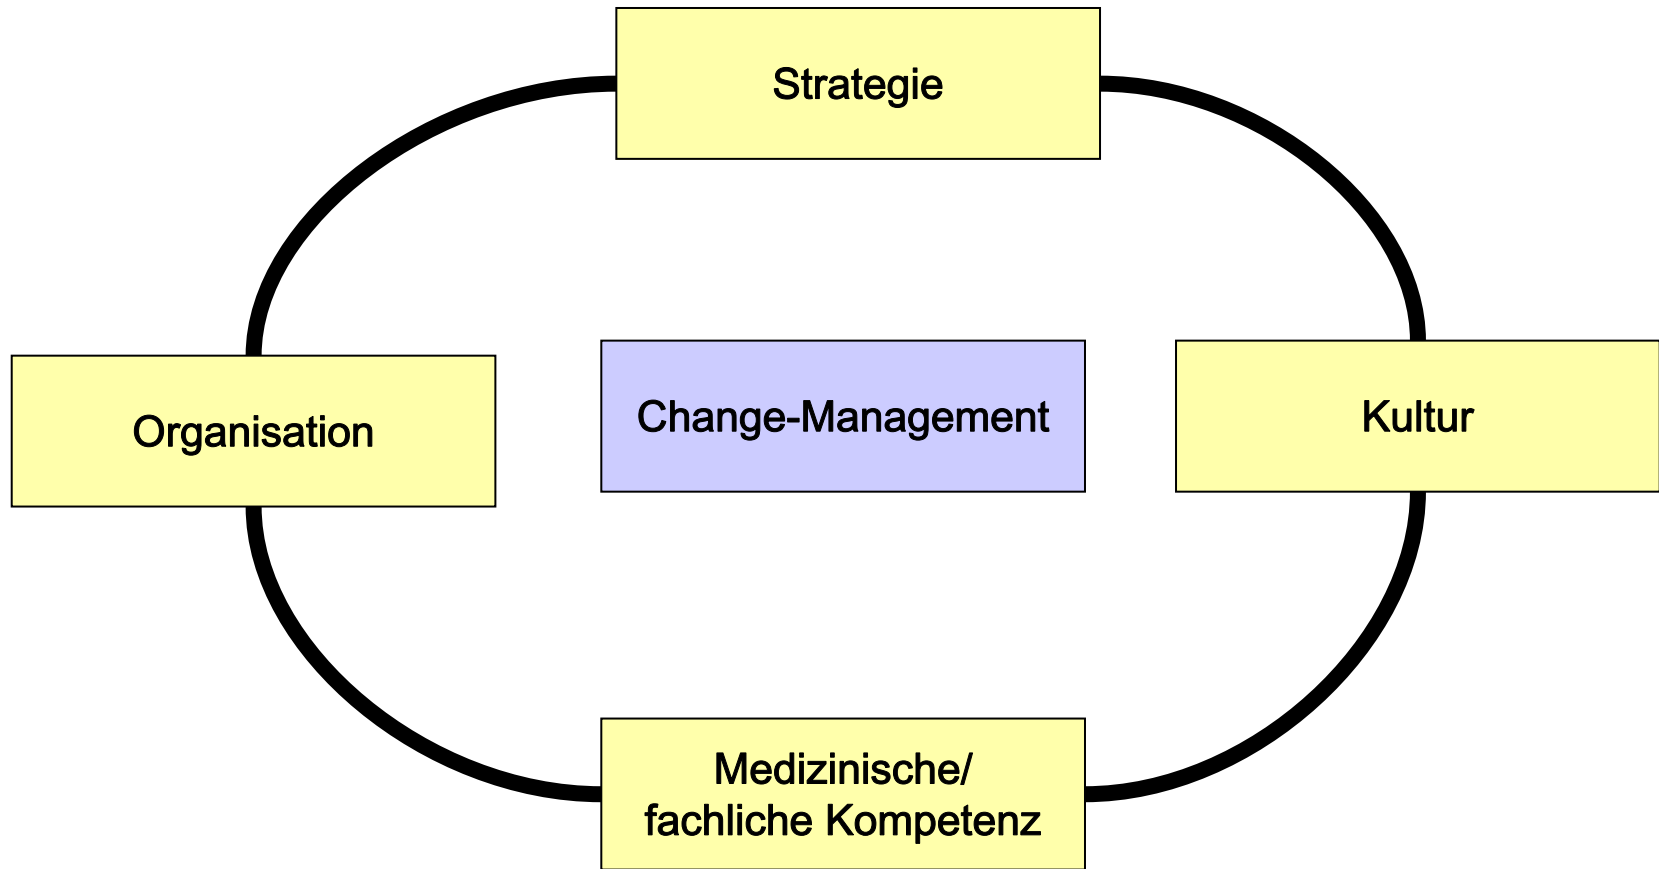 Strategie
Organisation
Change-Management
Kultur
Medizinische/
fachliche Kompetenz